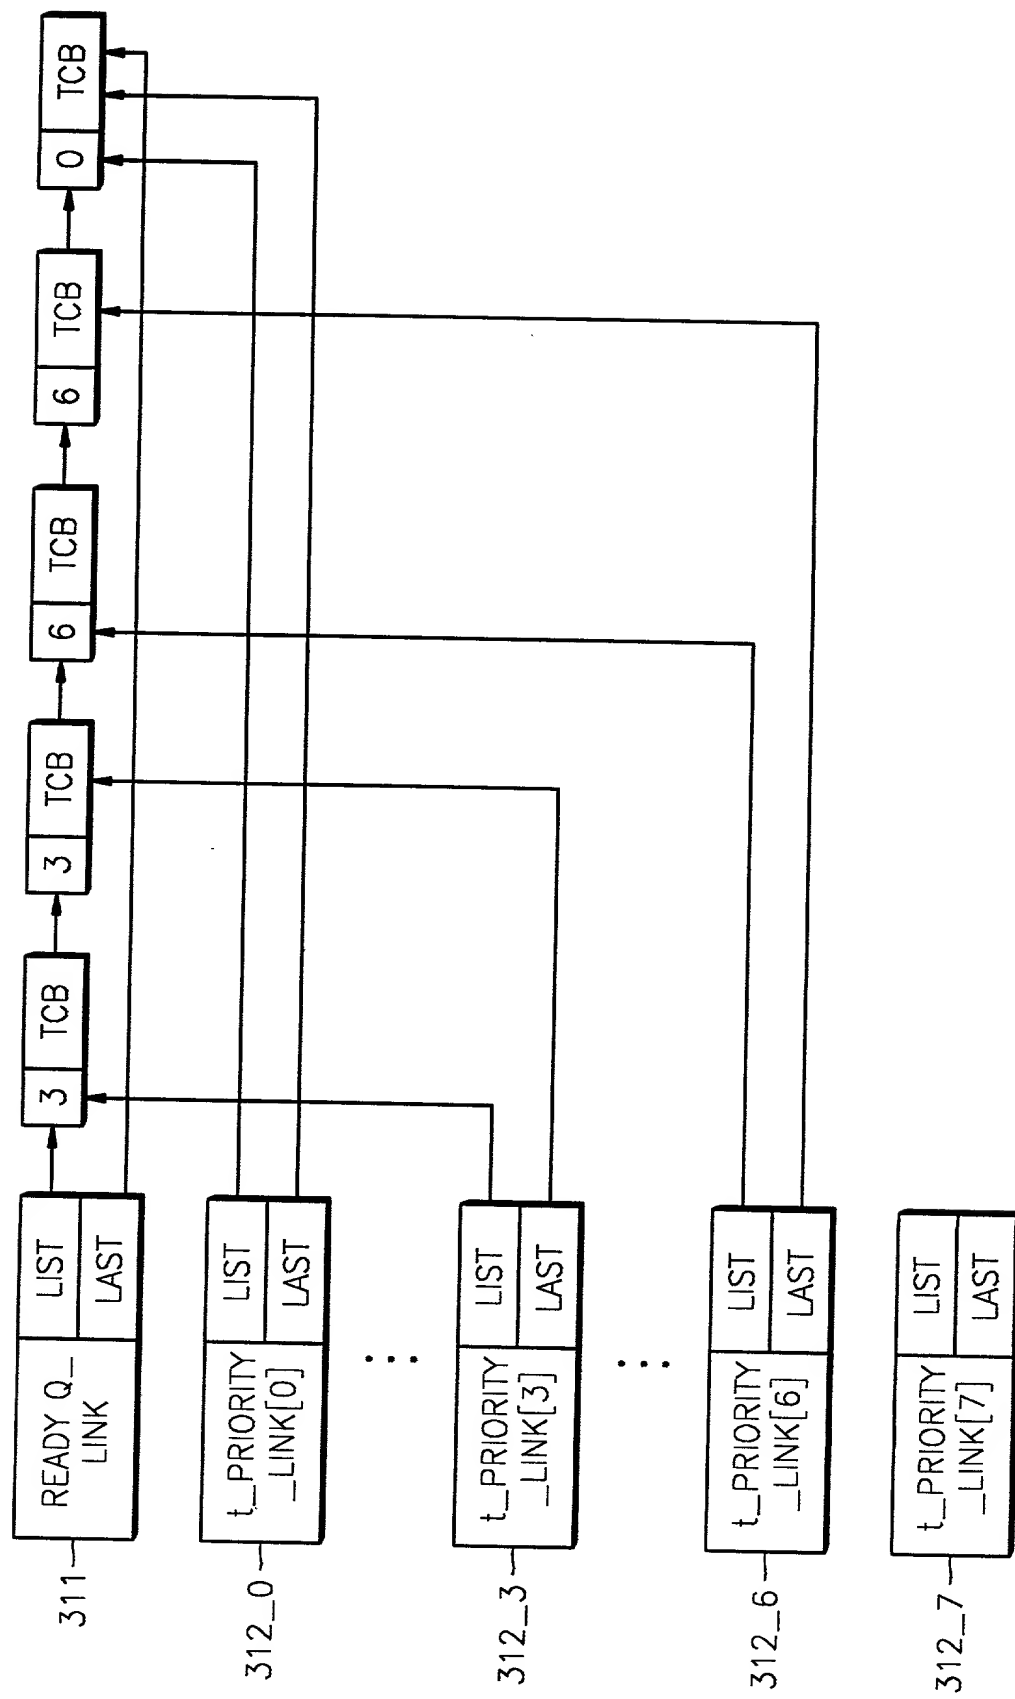 311
READY Q_
LINK
LIST
LAST
3 TCB
3 TCB
6 TCB
6 TCB
0 TCB
312_0
t_PRIORITY
_LINK[0]
LIST
LAST
...
312_3
t_PRIORITY
_LINK[3]
LIST
LAST
...
312_6
t_PRIORITY
_LINK[6]
LIST
LAST
312_7
t_PRIORITY
_LINK[7]
LIST
LAST